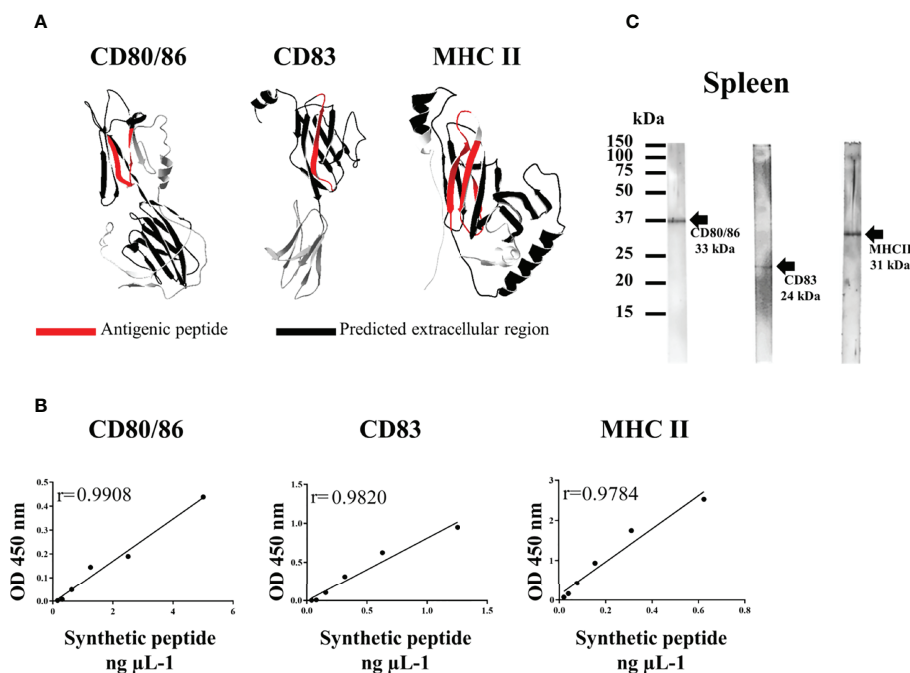 A
CD80/86
CD83
MHC II
Antigenic peptide
Predicted extracellular region
C
Spleen
kDa
150
100
75
50
37
25
20
15
CD80/86
33 kDa
CD83
24 kDa
MHCII
31 kDa
B
CD80/86
CD83
MHC II
r=0.9908
OD 450 nm
0.5
0.4
0.3
0.2
0.1
0.0
0
2
4
6
Synthetic peptide
ng µL-1
r=0.9820
OD 450 nm
1.5
1.0
0.5
0.0
0.0
0.5
1.0
1.5
Synthetic peptide
ng µL-1
r=0.9784
OD 450 nm
3
2
1
0
0.0
0.2
0.4
0.6
0.8
Synthetic peptide
ng µL-1